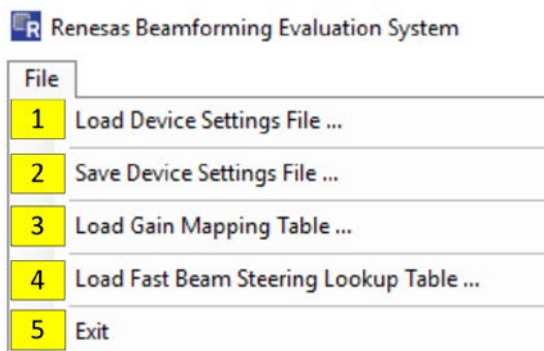 Renesas Beamforming Evaluation System
File
1 Load Device Settings File ...
2 Save Device Settings File ...
3 Load Gain Mapping Table ...
4 Load Fast Beam Steering Lookup Table ...
5 Exit